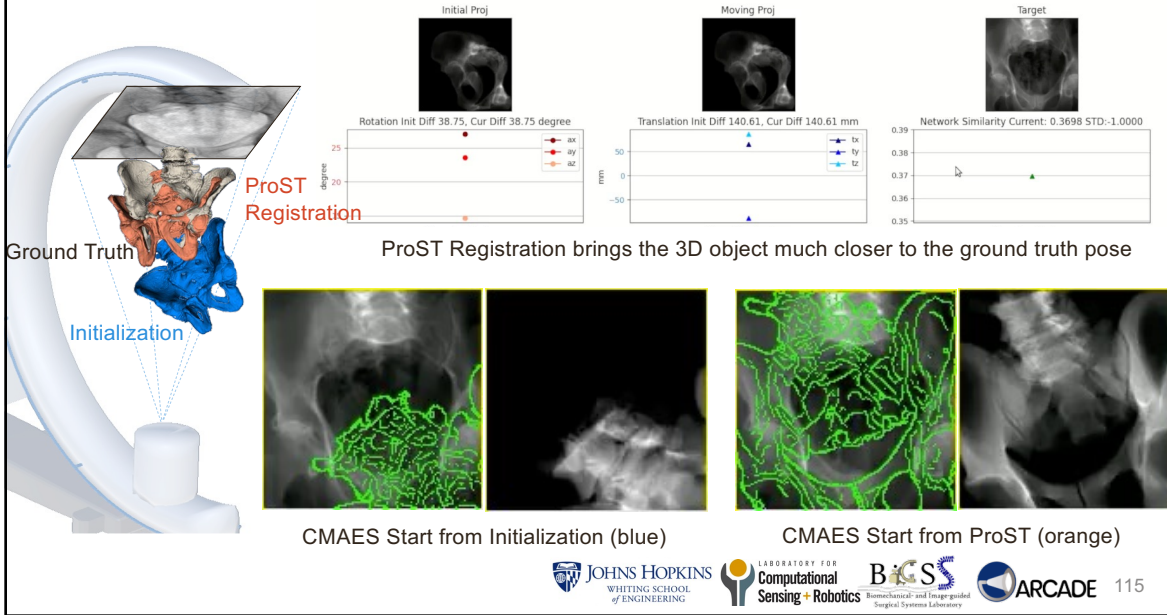 Initial Proj
Moving Proj
Target
Rotation Init Diff 38.75, Cur Diff 38.75 degree
degree
25
20
ax
ay
az
Translation Init Diff 140.61, Cur Diff 140.61 mm
mm
50
0
−50
tx
ty
tz
Network Similarity Current: 0.3698 STD:-1.0000
0.39
0.38
0.37
0.36
0.35
ProST
Registration
Ground Truth
Initialization
ProST Registration brings the 3D object much closer to the ground truth pose
CMAES Start from Initialization (blue)
CMAES Start from ProST (orange)
JOHNS HOPKINS
WHITING SCHOOL
of ENGINEERING
LABORATORY FOR
Computational
Sensing + Robotics
BIGSS
Biomechanical- and Image-guided
Surgical Systems Laboratory
ARCADE
115